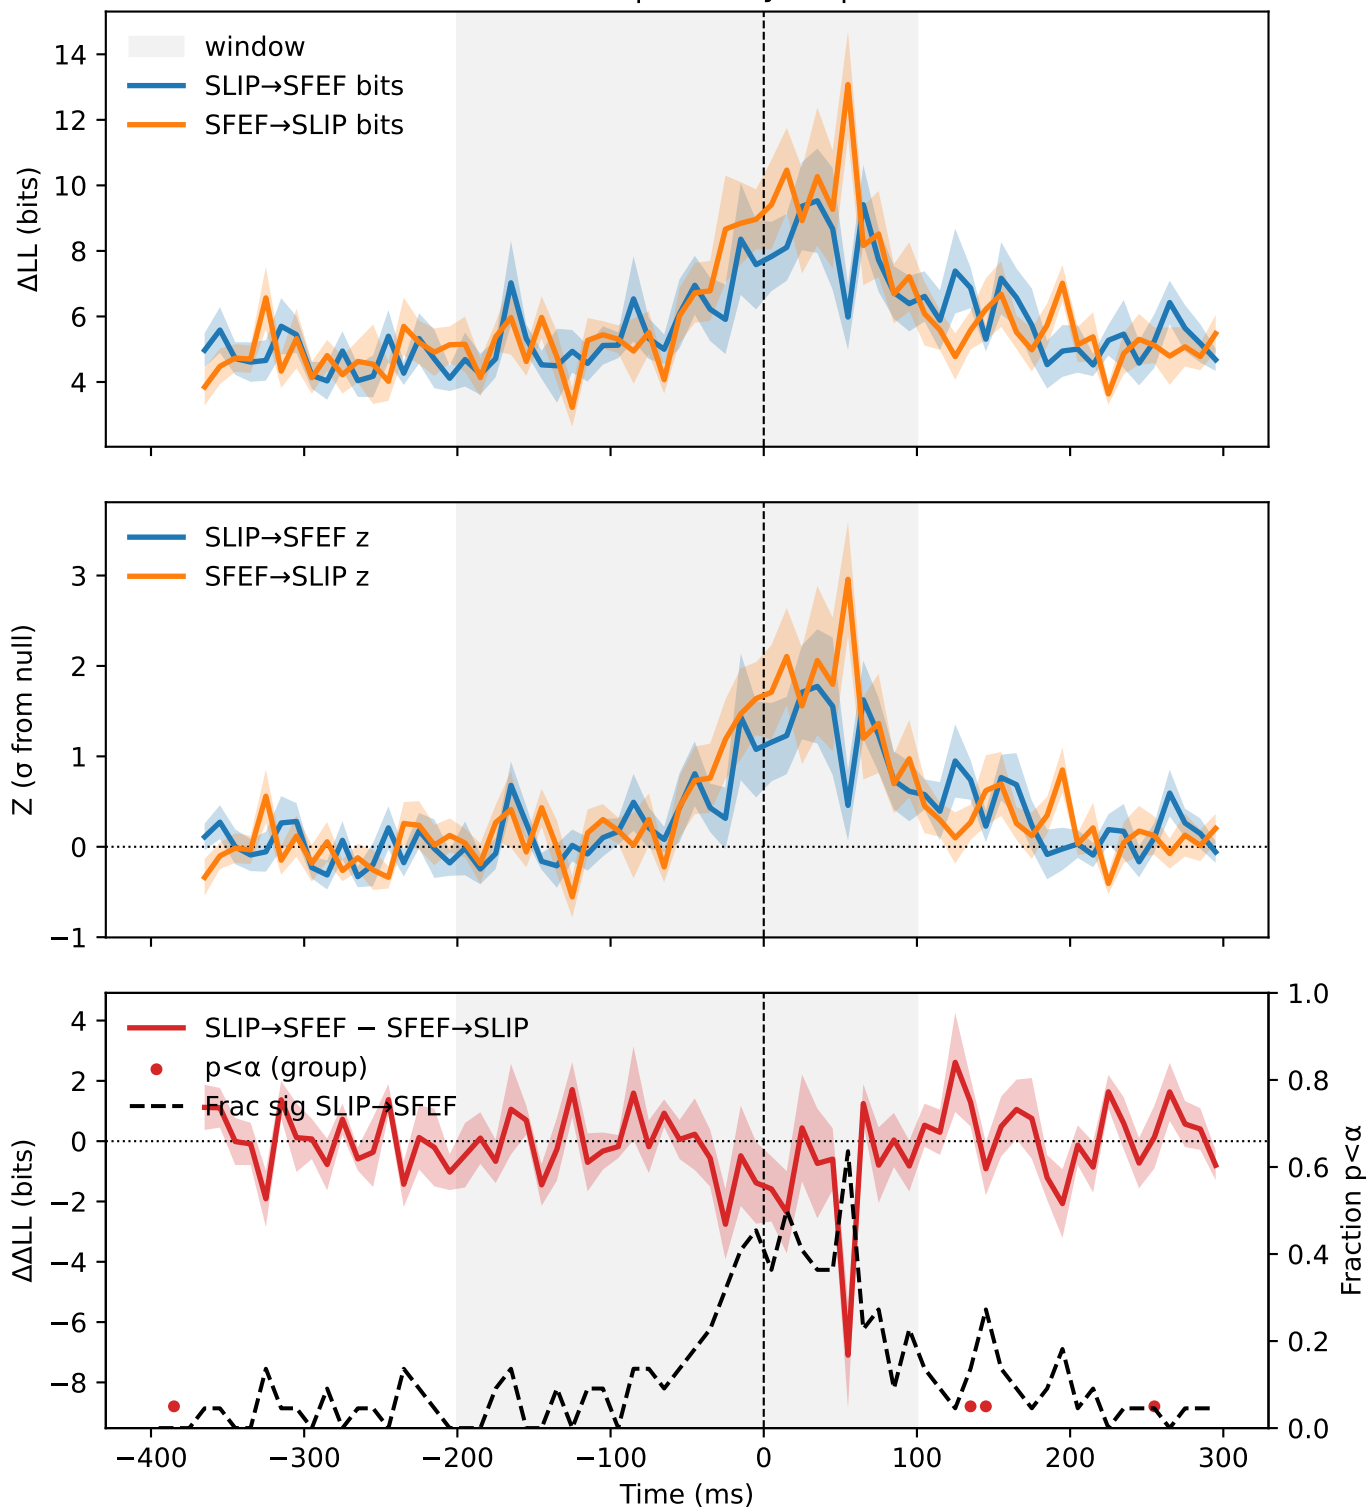 window
SLIP→SFEF bits
SFEF→SLIP bits
14
12
10
8
6
4
ΔLL (bits)
SLIP→SFEF z
SFEF→SLIP z
3
2
1
0
−1
Z (σ from null)
SLIP→SFEF − SFEF→SLIP
p<α (group)
Frac sig SLIP→SFEF
4
2
0
−2
−4
−6
−8
ΔΔLL (bits)
1.0
0.8
0.6
0.4
0.2
0.0
Fraction p<α
−400 −300 −200 −100 0 100 200 300
Time (ms)